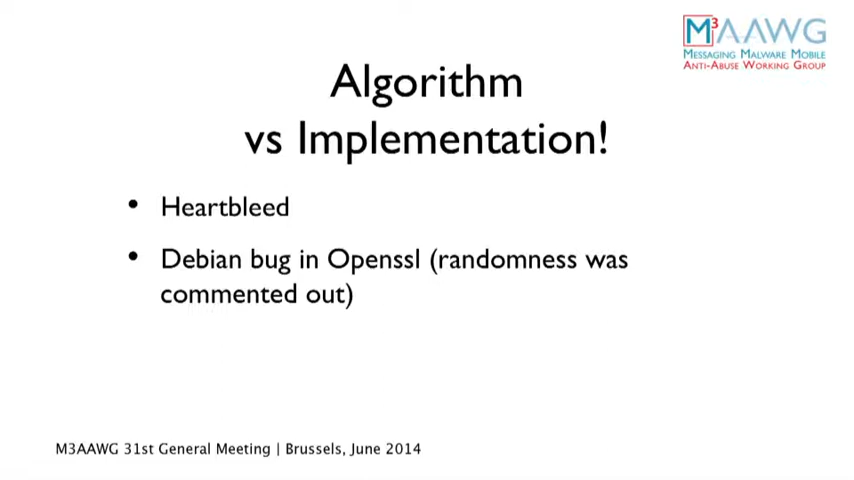 M³AAWG
MESSAGING MALWARE MOBILE
ANTI-ABUSE WORKING GROUP
Algorithm
vs Implementation!
• Heartbleed
• Debian bug in Openssl (randomness was
commented out)
M3AAWG 31st General Meeting | Brussels, June 2014